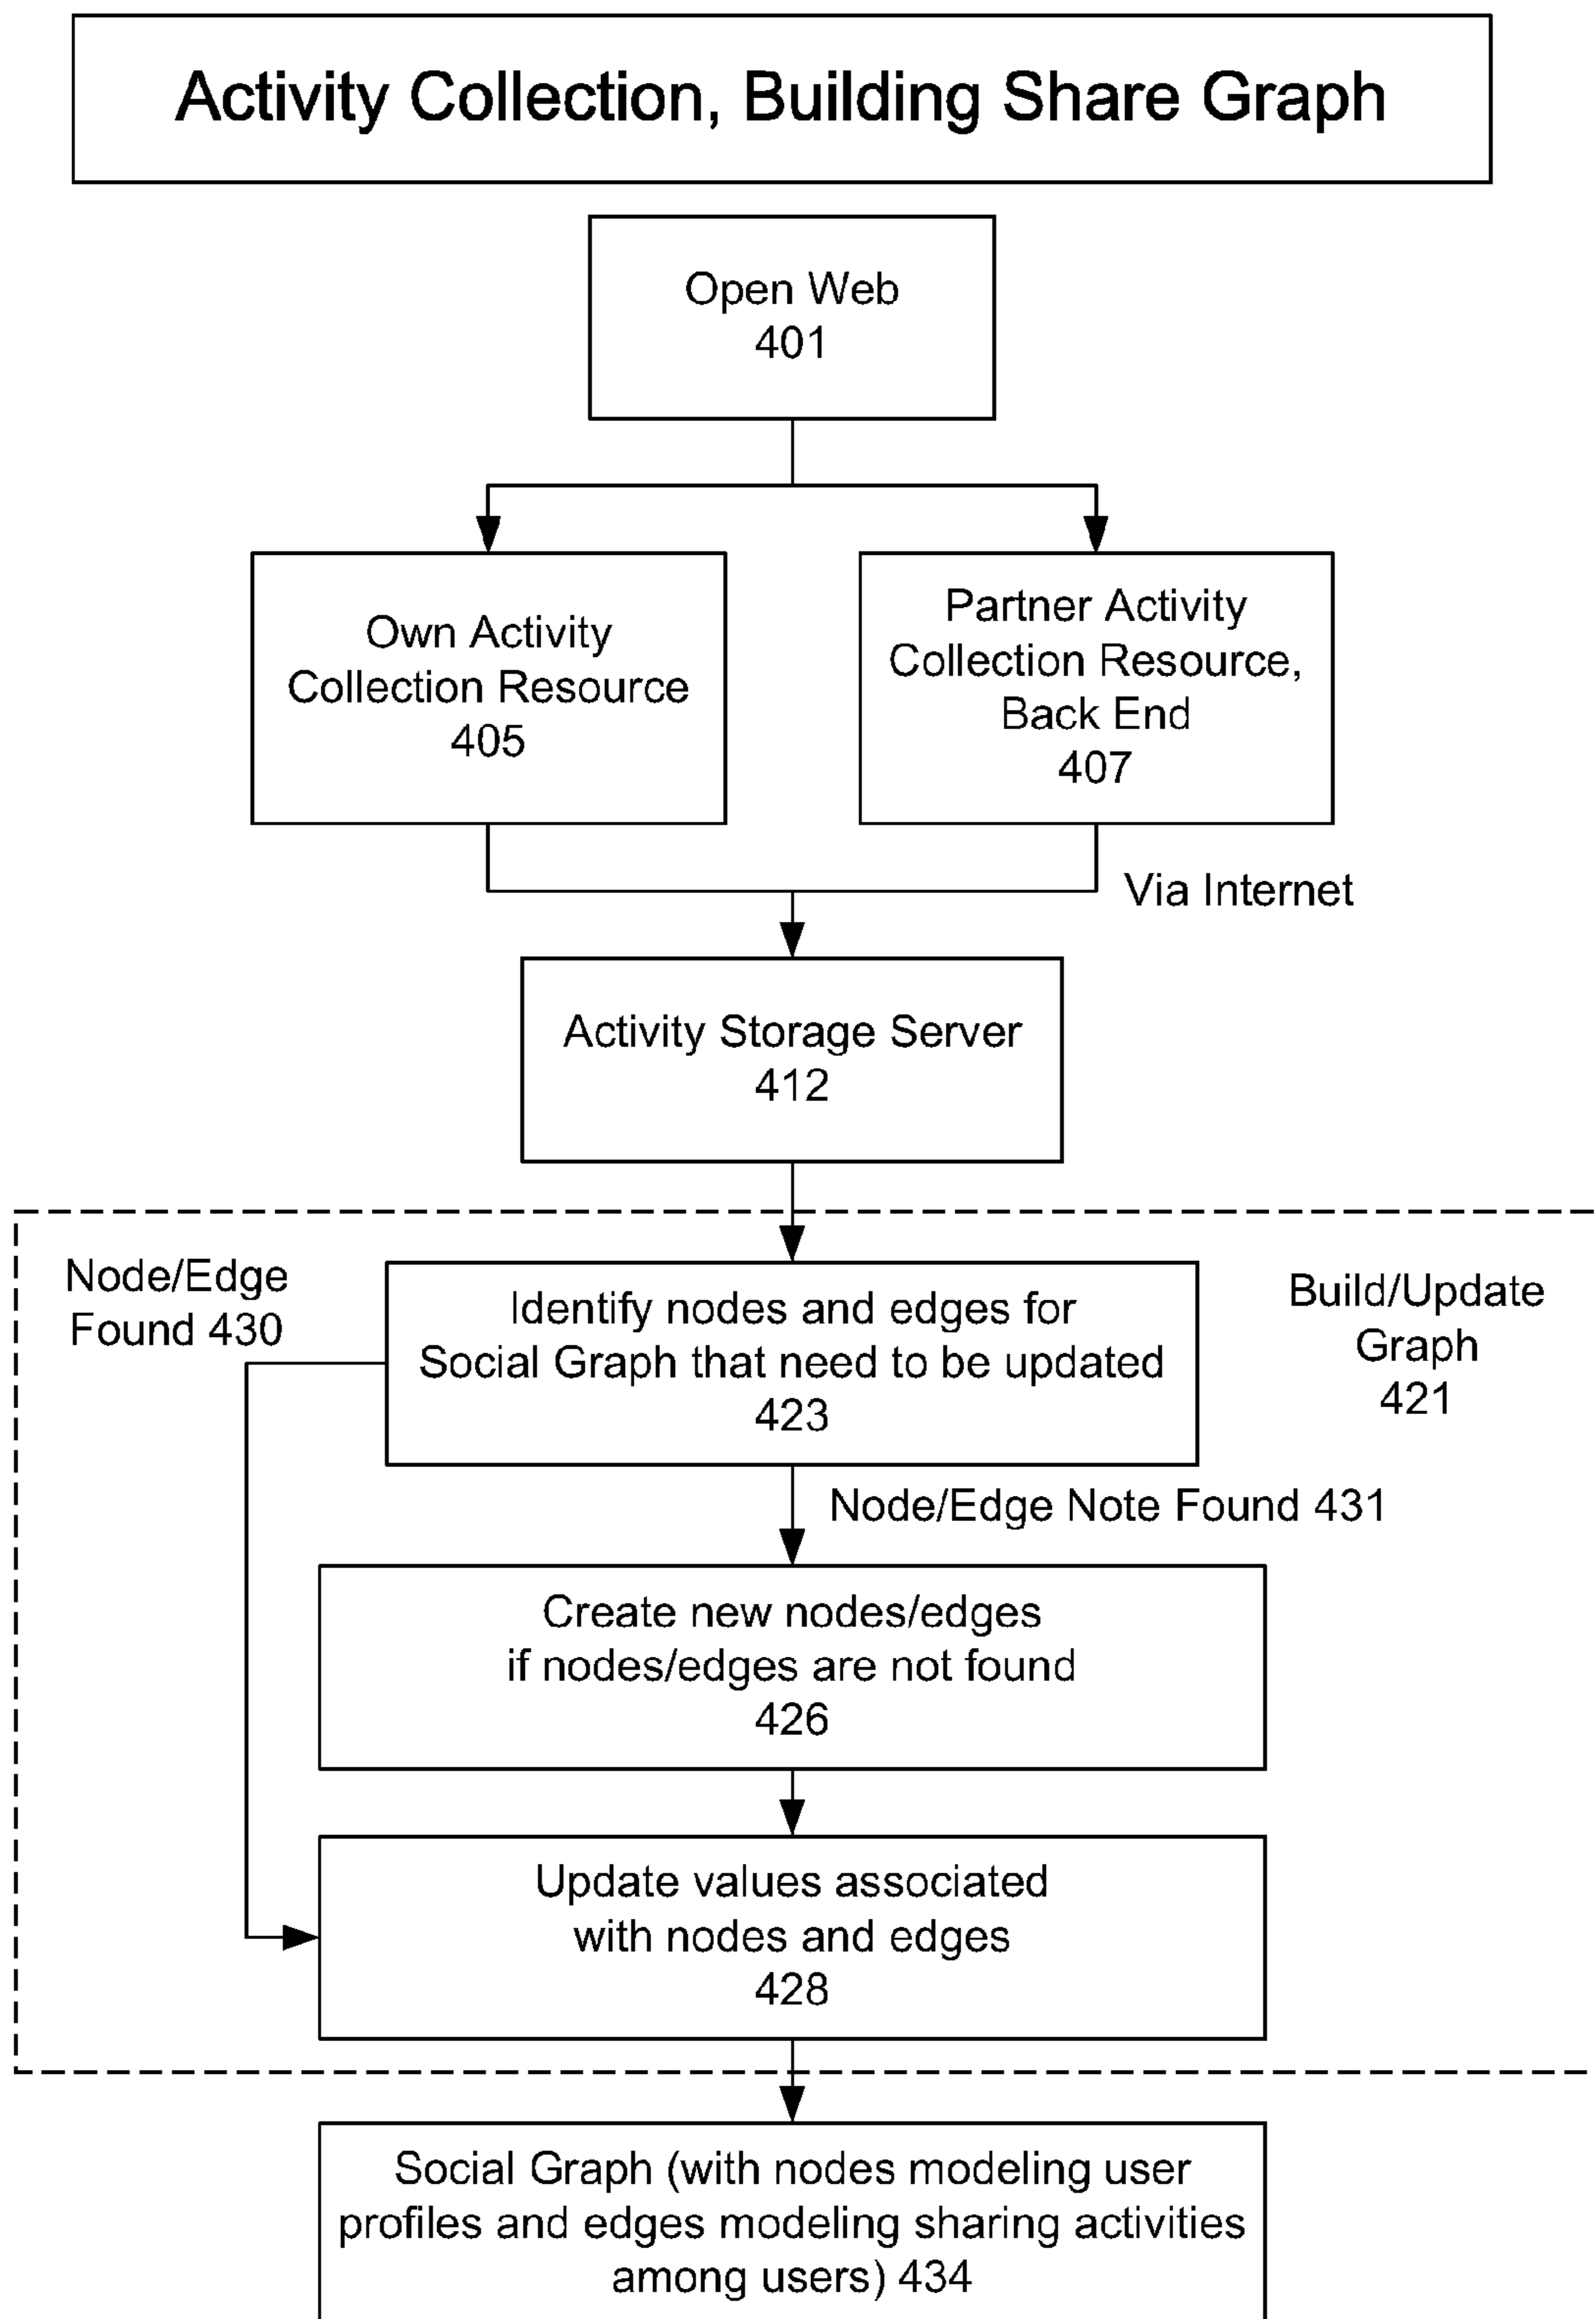 Activity Collection, Building Share Graph
Open Web
401
Own Activity
Collection Resource
405
Partner Activity
Collection Resource,
Back End
407
Via Internet
Activity Storage Server
412
Node/Edge
Found 430
Identify nodes and edges for
Social Graph that need to be updated
423
Build/Update
Graph
421
Node/Edge Note Found 431
Create new nodes/edges
if nodes/edges are not found
426
Update values associated
with nodes and edges
428
Social Graph (with nodes modeling user
profiles and edges modeling sharing activities
among users) 434